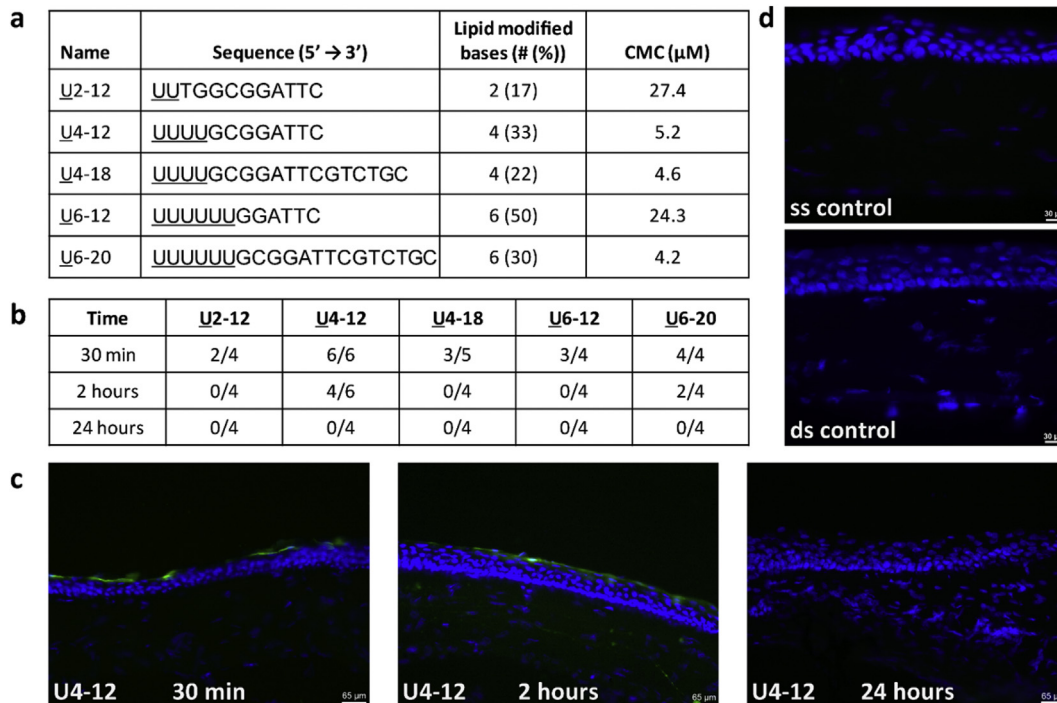 a
Name Sequence (5' → 3') Lipid modified bases (# (%)) CMC (μM)
U2-12 UUTGGCGGATTC 2 (17) 27.4
U4-12 UUUUGCGGATTC 4 (33) 5.2
U4-18 UUUUGCGGATTCGTCTGC 4 (22) 4.6
U6-12 UUUUUUGGATTC 6 (50) 24.3
U6-20 UUUUUUGCGGATTCGTCTGC 6 (30) 4.2
b
Time U2-12 U4-12 U4-18 U6-12 U6-20
30 min 2/4 6/6 3/5 3/4 4/4
2 hours 0/4 4/6 0/4 0/4 2/4
24 hours 0/4 0/4 0/4 0/4 0/4
c
U4-12 30 min 65 μm
U4-12 2 hours 65 μm
U4-12 24 hours 65 μm
d
ss control 30 μ
ds control 30 μ